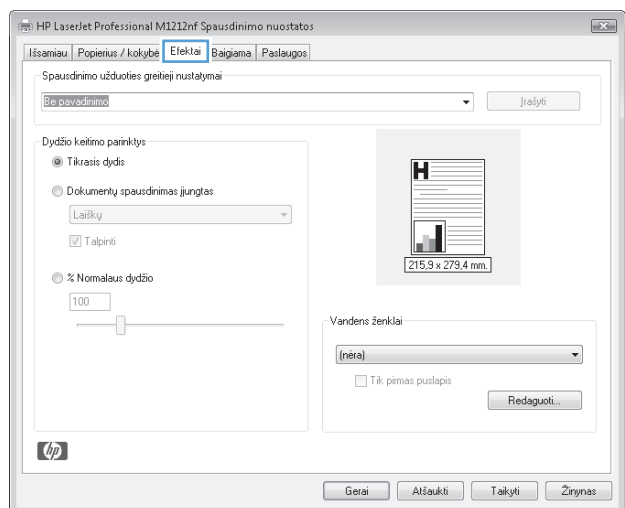 HP LaserJet Professional M1212nf Spausdinimo nuostatos
Išsamiau Popierius / kokybė Efektai Baigiama Paslaugos
Spausdinimo užduoties greitieji nustatymai
Be pavadinimo
Įrašyti
Dydžio keitimo parinktys
Tikrasis dydis
Dokumentų spausdinimas įjungtas
Laiškų
Talpinti
% Normalaus dydžio
100
H
215,9 x 279,4 mm.
Vandens ženklai
(nėra)
Tik pirmas puslapis
Redaguoti...
hp
Gerai Atšaukti Taikyti Žinynas